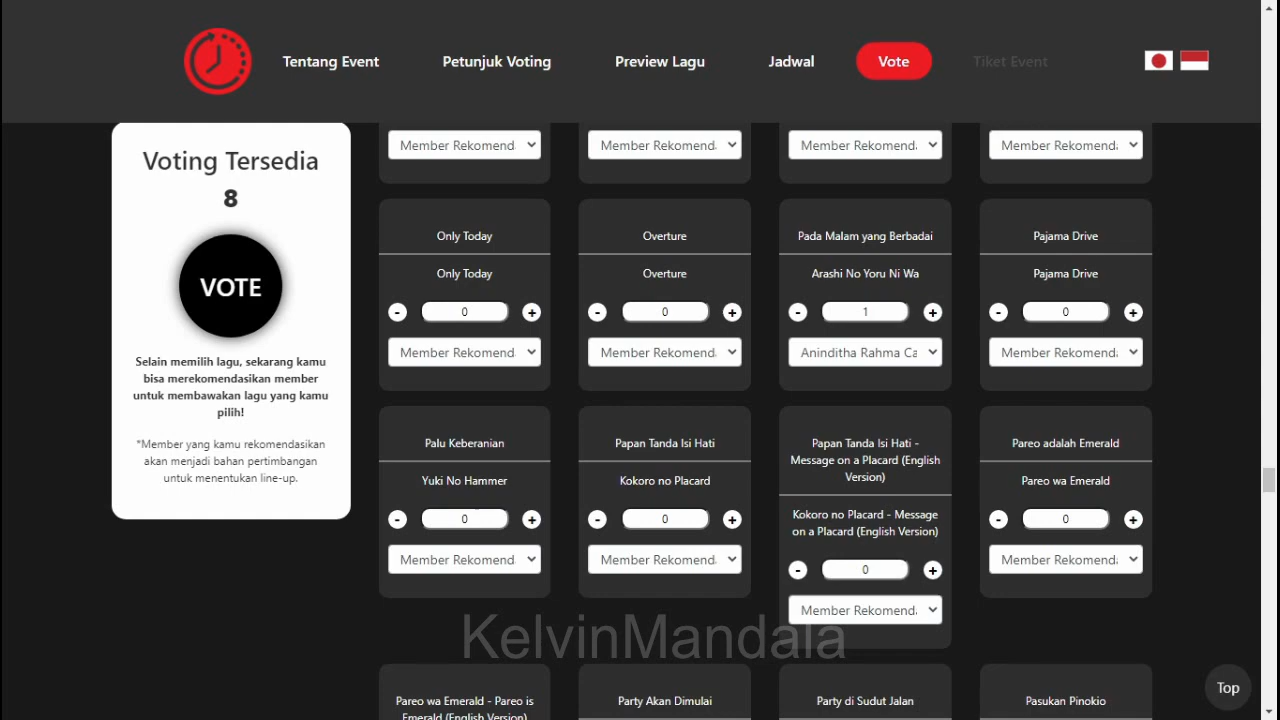 Tentang Event
Petunjuk Voting
Preview Lagu
Jadwal
Vote
Tiket Event
Voting Tersedia
8
VOTE
Selain memilih lagu, sekarang kamu
bisa merekomendasikan member
untuk membawakan lagu yang kamu
pilih!
*Member yang kamu rekomendasikan
akan menjadi bahan pertimbangan
untuk menentukan line-up.
Member Rekomend
Member Rekomend
Member Rekomend
Member Rekomend
Only Today
Only Today
- 0 +
Member Rekomend
Overture
Overture
- 0 +
Member Rekomend
Pada Malam yang Berbadai
Arashi No Yoru Ni Wa
- 1 +
Aninditha Rahma Ca
Pajama Drive
Pajama Drive
- 0 +
Member Rekomend
Palu Keberanian
Yuki No Hammer
- 0 +
Member Rekomend
Papan Tanda Isi Hati
Kokoro no Placard
- 0 +
Member Rekomend
Papan Tanda Isi Hati -
Message on a Placard (English
Version)
Kokoro no Placard - Message
on a Placard (English Version)
- 0 +
Member Rekomend
Pareo adalah Emerald
Pareo wa Emerald
- 0 +
Member Rekomend
KelvinMandala
Pareo wa Emerald - Pareo is
Emerald (English Version)
Party Akan Dimulai
Party di Sudut Jalan
Pasukan Pinokio
Top